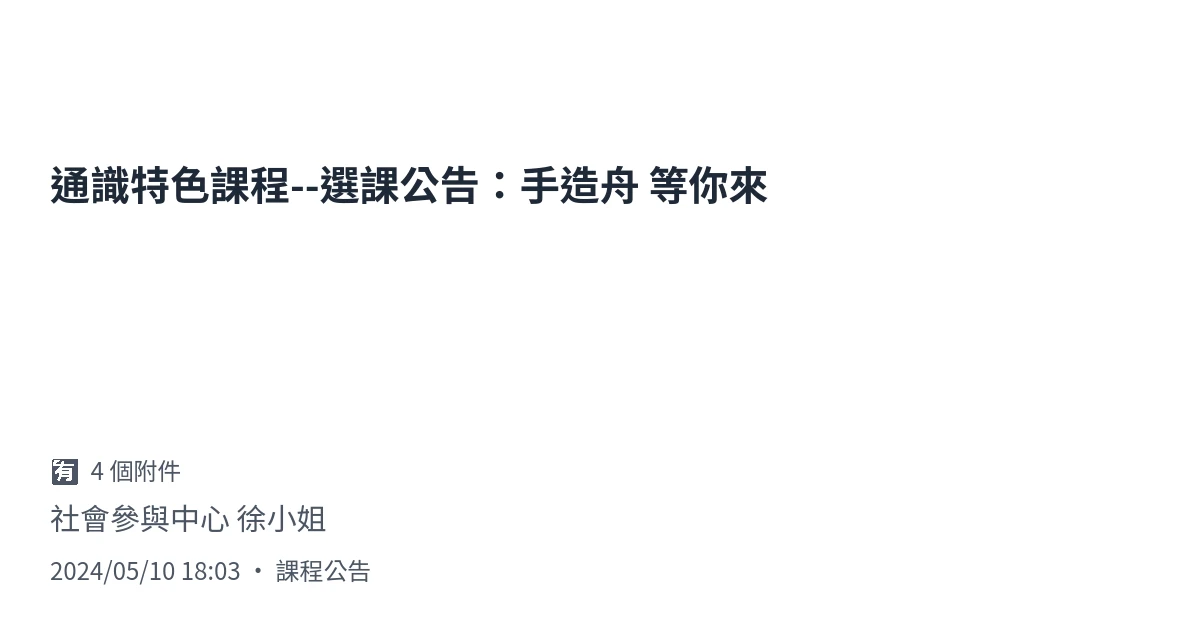 通識特色課程--選課公告：手造舟 等你來
🈶 4 個附件
社會參與中心 徐小姐
2024/05/10 18:03 · 課程公告